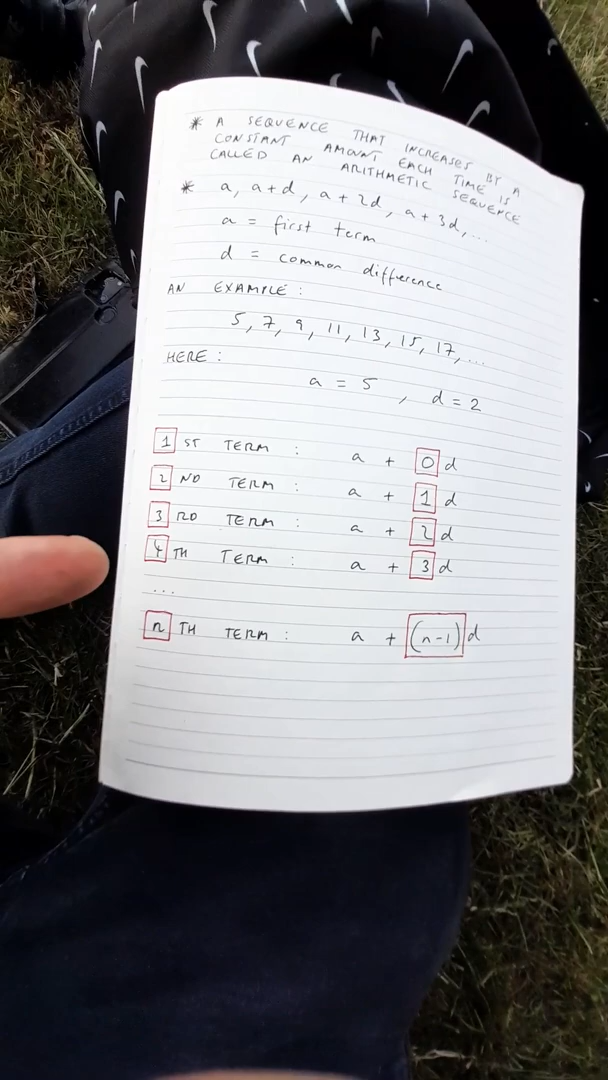 * A SEQUENCE THAT INCREASES BY A
CONSTANT AMOUNT EACH TIME IS
CALLED AN ARITHMETIC SEQUENCE
* a, a+d, a+2d, a+3d,...
a = first term
d = common difference
AN EXAMPLE:
5, 7, 9, 11, 13, 15, 17,...
HERE:
a = 5, d = 2
1 ST TERM: a + 0 d
2 ND TERM: a + 1 d
3 RD TERM: a + 2 d
4 TH TERM: a + 3 d
...
n TH TERM: a + (n-1) d